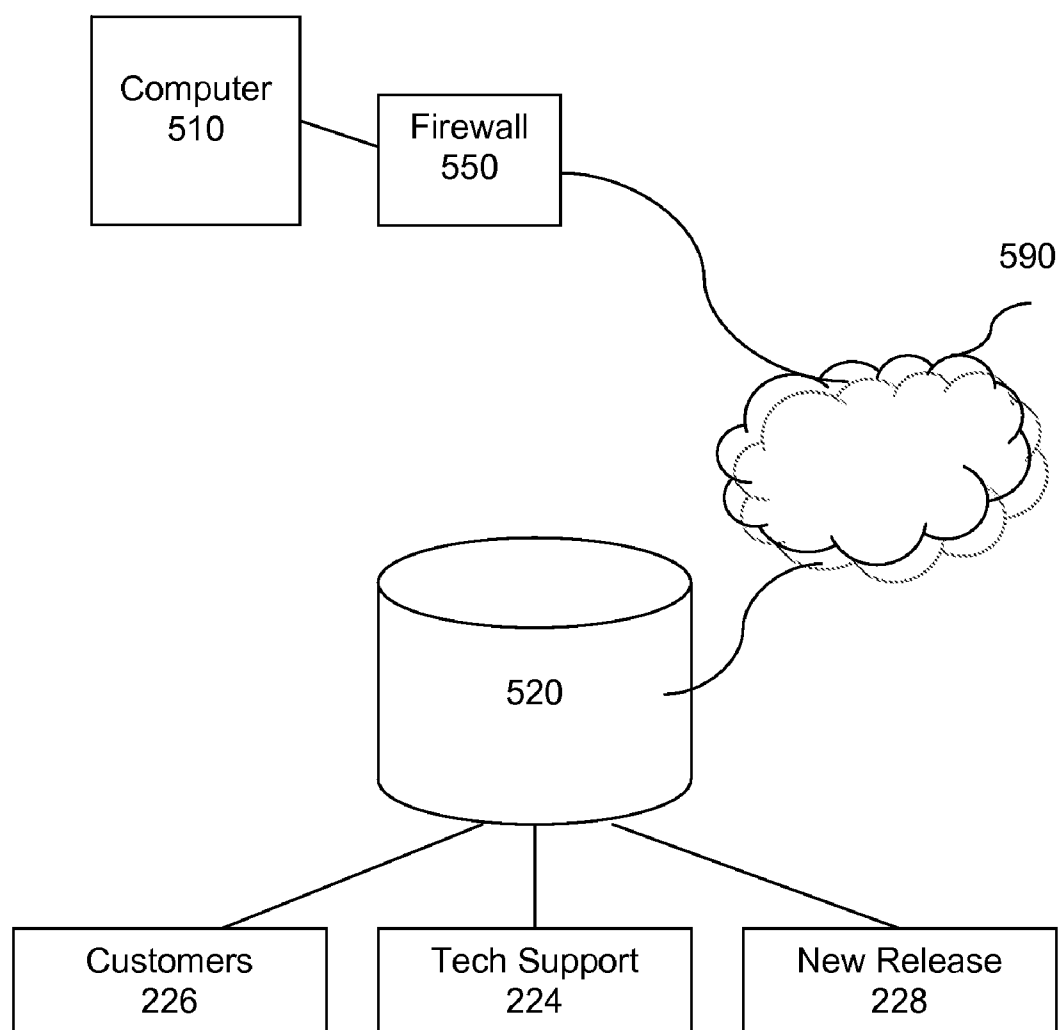 Computer
510
Firewall
550
590
520
Customers
226
Tech Support
224
New Release
228